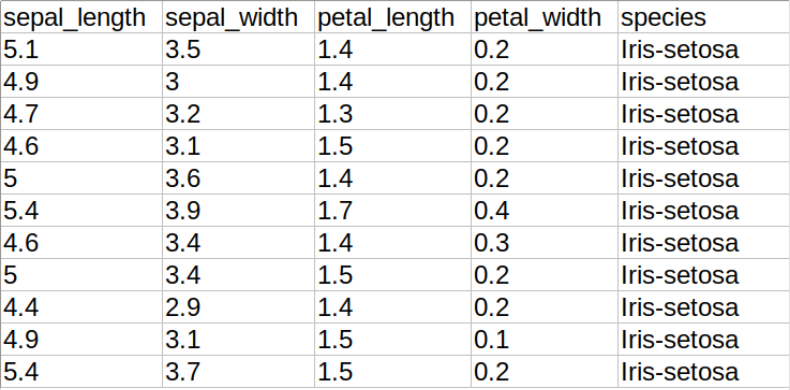 sepal_length sepal_width petal_length petal_width species
5.1 3.5 1.4 0.2 Iris-setosa
4.9 3 1.4 0.2 Iris-setosa
4.7 3.2 1.3 0.2 Iris-setosa
4.6 3.1 1.5 0.2 Iris-setosa
5 3.6 1.4 0.2 Iris-setosa
5.4 3.9 1.7 0.4 Iris-setosa
4.6 3.4 1.4 0.3 Iris-setosa
5 3.4 1.5 0.2 Iris-setosa
4.4 2.9 1.4 0.2 Iris-setosa
4.9 3.1 1.5 0.1 Iris-setosa
5.4 3.7 1.5 0.2 Iris-setosa